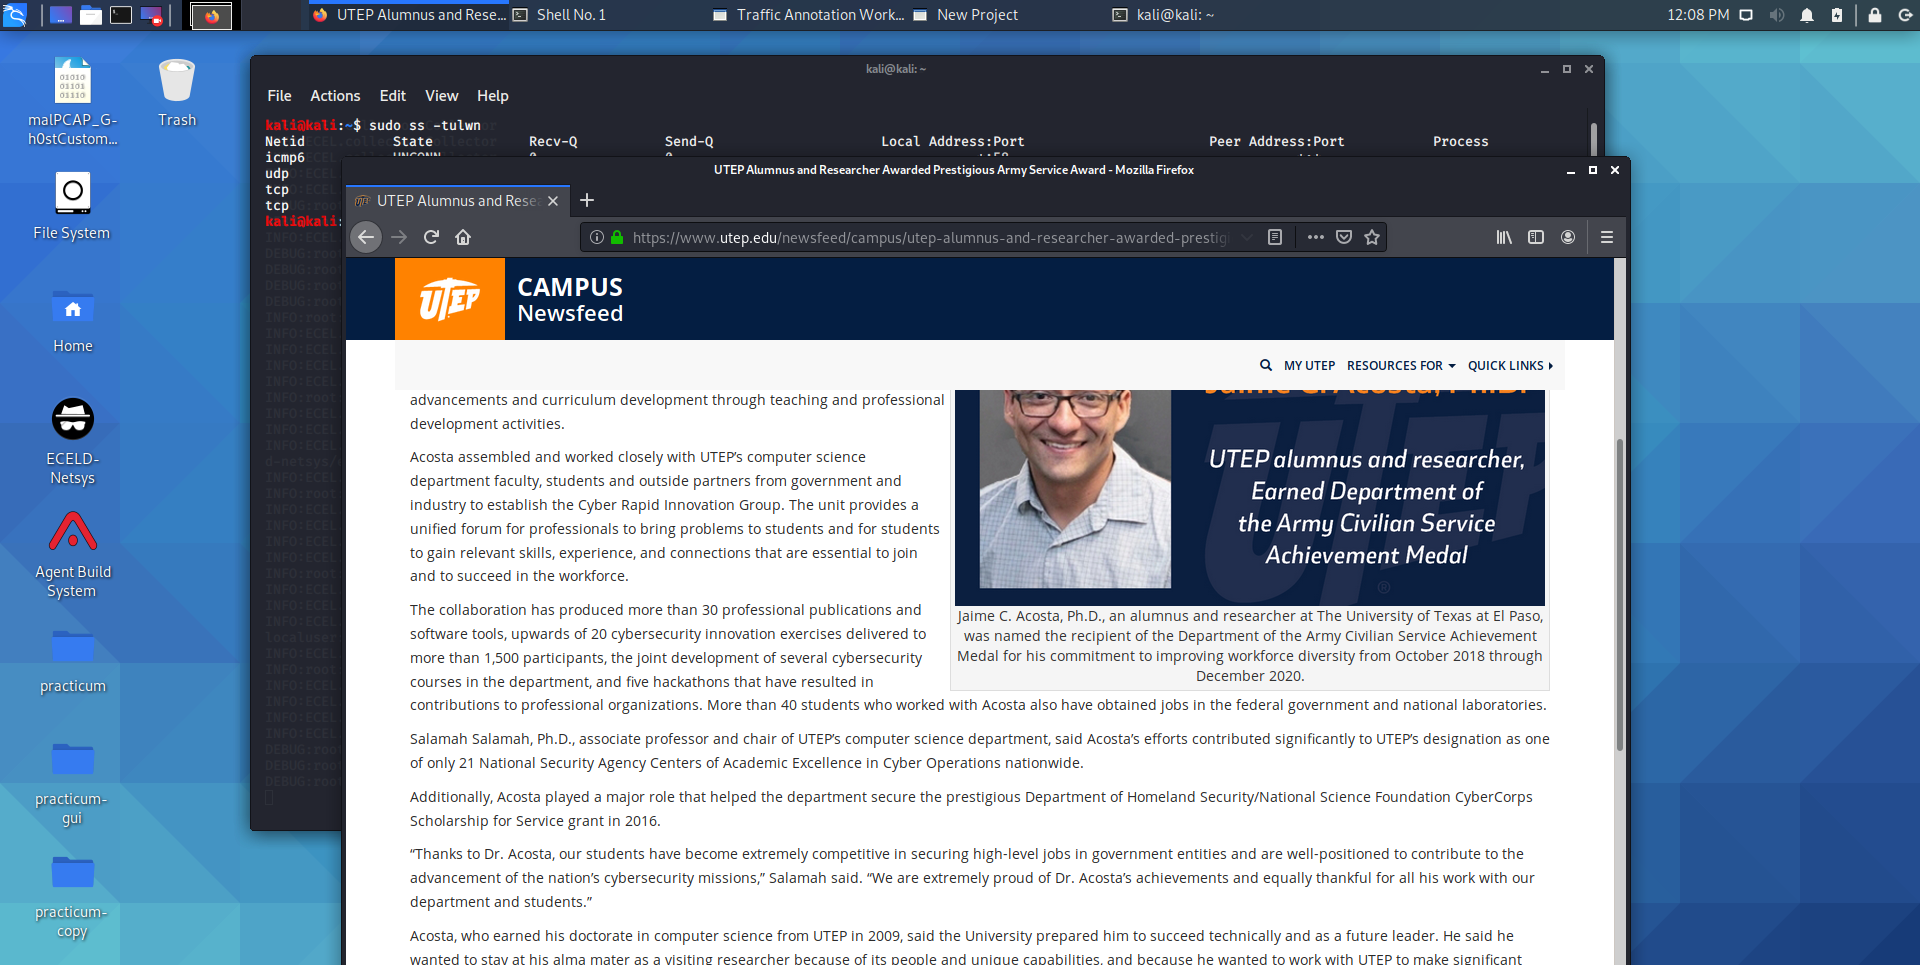 UTEP Alumnus and Rese...
Shell No. 1
Traffic Annotation Work...
New Project
kali@kali: ~
12:08 PM
malPCAP_G-
h0stCustom...
Trash
File System
Home
ECELD-
Netsys
Agent Build
System
practicum
practicum-
gui
practicum-
copy
kali@kali: ~
File Actions Edit View Help
kali@kali:~$ sudo ss -tulwn
Netid State Recv-Q Send-Q Local Address:Port Peer Address:Port Process
icmp6 UNCONN
udp
tcp
tcp
kali@kali:
UTEP Alumnus and Researcher Awarded Prestigious Army Service Award - Mozilla Firefox
UTEP Alumnus and Rese
https://www.utep.edu/newsfeed/campus/utep-alumnus-and-researcher-awarded-prestigi
UTEP
CAMPUS
Newsfeed
MY UTEP RESOURCES FOR QUICK LINKS
advancements and curriculum development through teaching and professional
development activities.
Acosta assembled and worked closely with UTEP’s computer science
department faculty, students and outside partners from government and
industry to establish the Cyber Rapid Innovation Group. The unit provides a
unified forum for professionals to bring problems to students and for students
to gain relevant skills, experience, and connections that are essential to join
and to succeed in the workforce.
The collaboration has produced more than 30 professional publications and
software tools, upwards of 20 cybersecurity innovation exercises delivered to
more than 1,500 participants, the joint development of several cybersecurity
courses in the department, and five hackathons that have resulted in
contributions to professional organizations. More than 40 students who worked with Acosta also have obtained jobs in the federal government and national laboratories.
Jaime C. Acosta, Ph.D.
UTEP alumnus and researcher,
Earned Department of
the Army Civilian Service
Achievement Medal
Jaime C. Acosta, Ph.D., an alumnus and researcher at The University of Texas at El Paso,
was named the recipient of the Department of the Army Civilian Service Achievement
Medal for his commitment to improving workforce diversity from October 2018 through
December 2020.
Salamah Salamah, Ph.D., associate professor and chair of UTEP’s computer science department, said Acosta’s efforts contributed significantly to UTEP’s designation as one
of only 21 National Security Agency Centers of Academic Excellence in Cyber Operations nationwide.
Additionally, Acosta played a major role that helped the department secure the prestigious Department of Homeland Security/National Science Foundation CyberCorps
Scholarship for Service grant in 2016.
“Thanks to Dr. Acosta, our students have become extremely competitive in securing high-level jobs in government entities and are well-positioned to contribute to the
advancement of the nation’s cybersecurity missions,” Salamah said. “We are extremely proud of Dr. Acosta’s achievements and equally thankful for all his work with our
department and students.”
Acosta, who earned his doctorate in computer science from UTEP in 2009, said the University prepared him to succeed technically and as a future leader. He said he
wanted to stay at his alma mater as a visiting researcher because of its people and unique capabilities, and because he wanted to work with UTEP to make significant